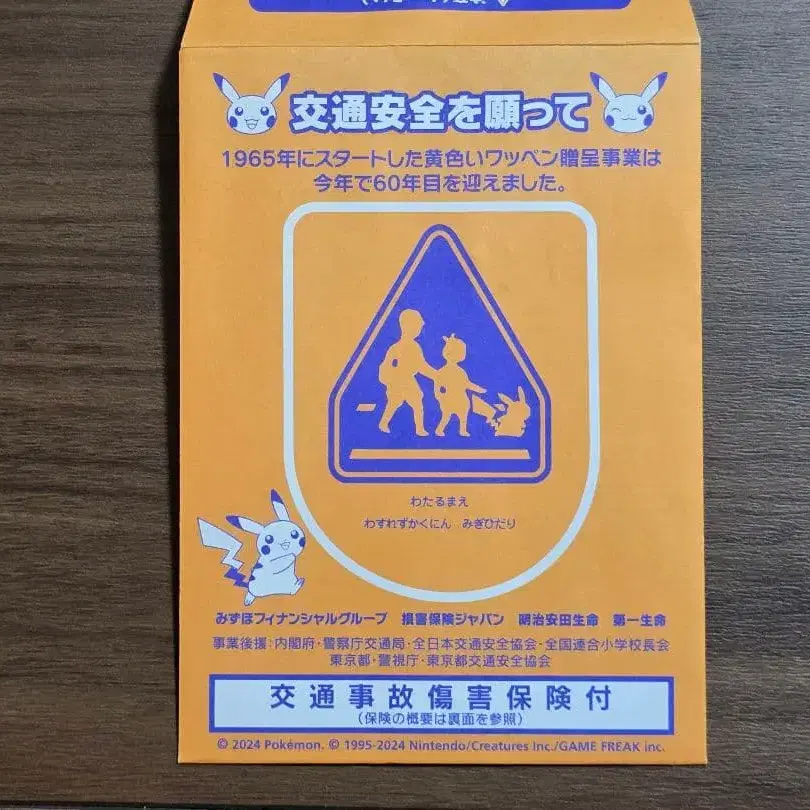 交通安全を願って
1965年にスタートした黄色いワッペン贈呈事業は
今年で60年目を迎えました。
わたるまえ
わすれずかくにん　みぎひだり
みずほフィナンシャルグループ　損害保険ジャパン　明治安田生命　第一生命
事業後援：内閣府・警察庁交通局・全日本交通安全協会・全国連合小学校長会
東京都・警視庁・東京都交通安全協会
交通事故傷害保険付
（保険の概要は裏面を参照）
© 2024 Pokémon. © 1995-2024 Nintendo/Creatures Inc./GAME FREAK inc.